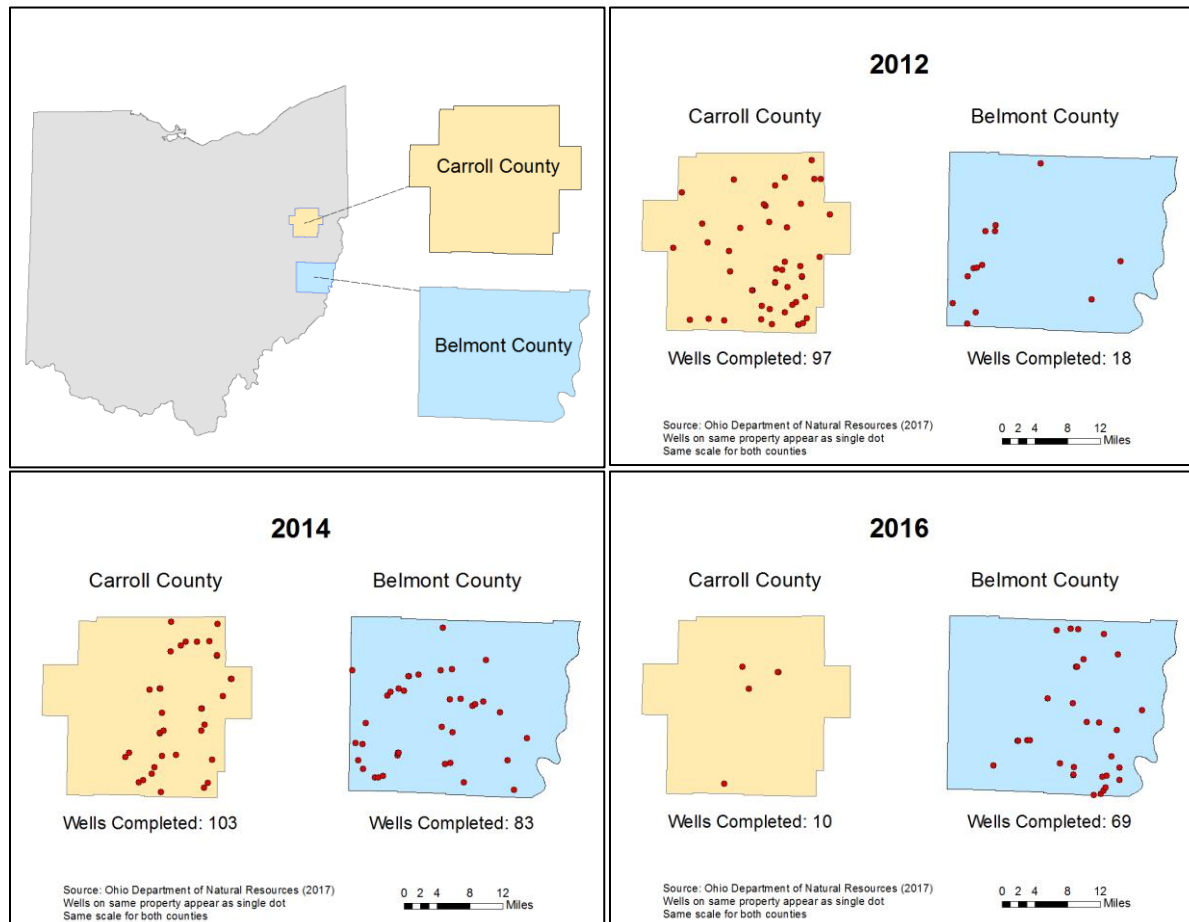 Carroll County
Belmont County
2012
Carroll County
Belmont County
Wells Completed: 97
Wells Completed: 18
Source: Ohio Department of Natural Resources (2017)
Wells on same property appear as single dot
Same scale for both counties
0 2 4 8 12
Miles
2014
Carroll County
Belmont County
Wells Completed: 103
Wells Completed: 83
Source: Ohio Department of Natural Resources (2017)
Wells on same property appear as single dot
Same scale for both counties
0 2 4 8 12
Miles
2016
Carroll County
Belmont County
Wells Completed: 10
Wells Completed: 69
Source: Ohio Department of Natural Resources (2017)
Wells on same property appear as single dot
Same scale for both counties
0 2 4 8 12
Miles